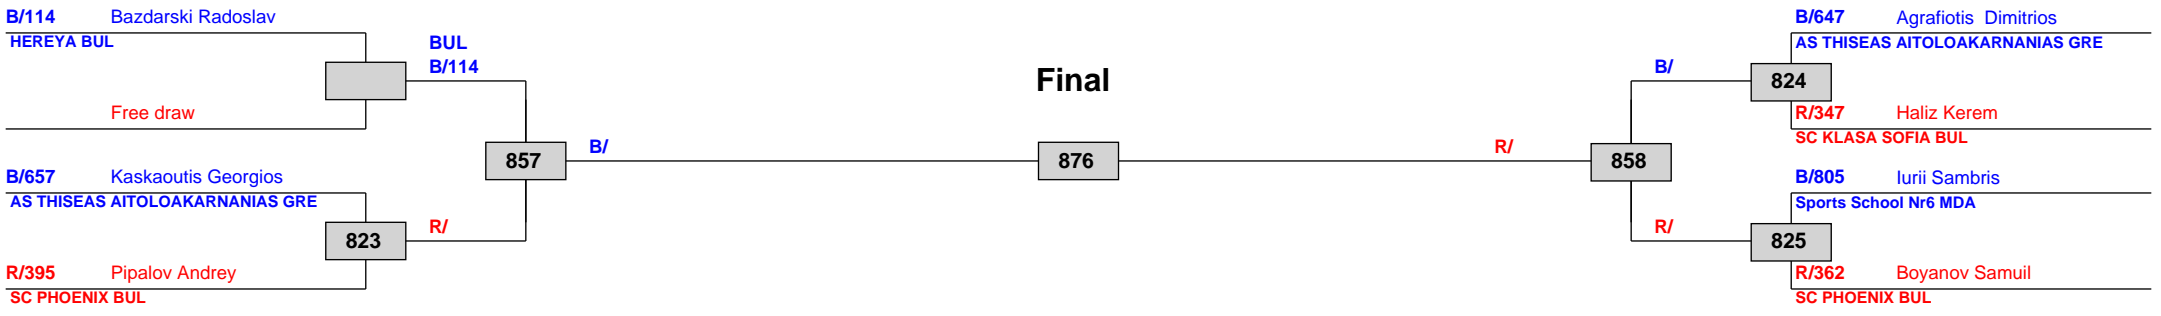 B/114 Bazdarski Radoslav
HEREYA BUL
BUL
B/114
Free draw
857
B/
B/657 Kaskaoutis Georgios
AS THISEAS AITOLOAKARNANIAS GRE
823
R/
R/395 Pipalov Andrey
SC PHOENIX BUL
Final
876
R/
858
B/
R/
B/647 Agrafiotis Dimitrios
AS THISEAS AITOLOAKARNANIAS GRE
824
R/347 Haliz Kerem
SC KLASA SOFIA BUL
B/805 Iurii Sambris
Sports School Nr6 MDA
825
R/362 Boyanov Samuil
SC PHOENIX BUL